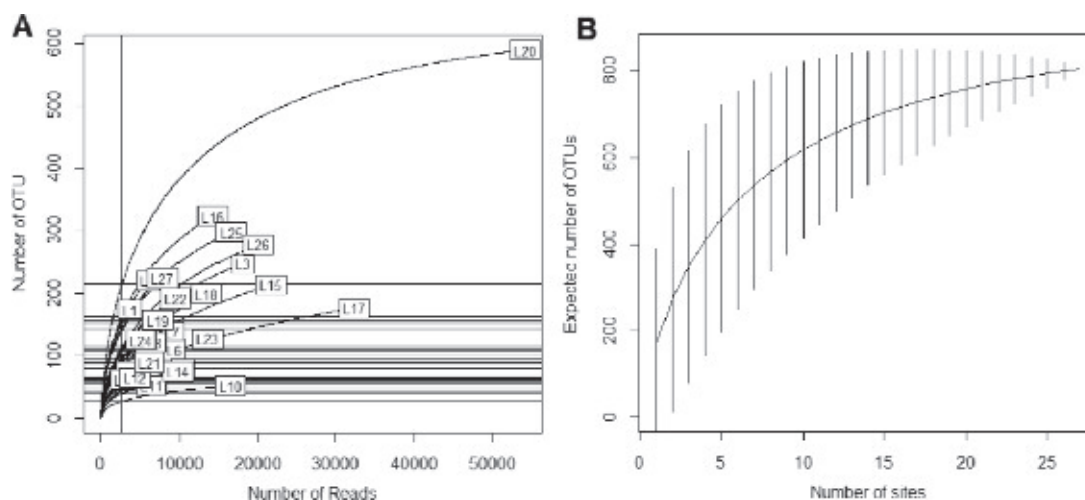 A
Number of OTU
600
500
400
300
200
100
0
L20
L16
L25
L26
L27
L3
L15
L18
L22
L1
L17
L19
L23
L24
L6
L21
L14
L12
L10
0
10000
20000
30000
40000
50000
Number of Reads
B
Expected number of OTUs
800
600
400
200
0
0
5
10
15
20
25
Number of sites